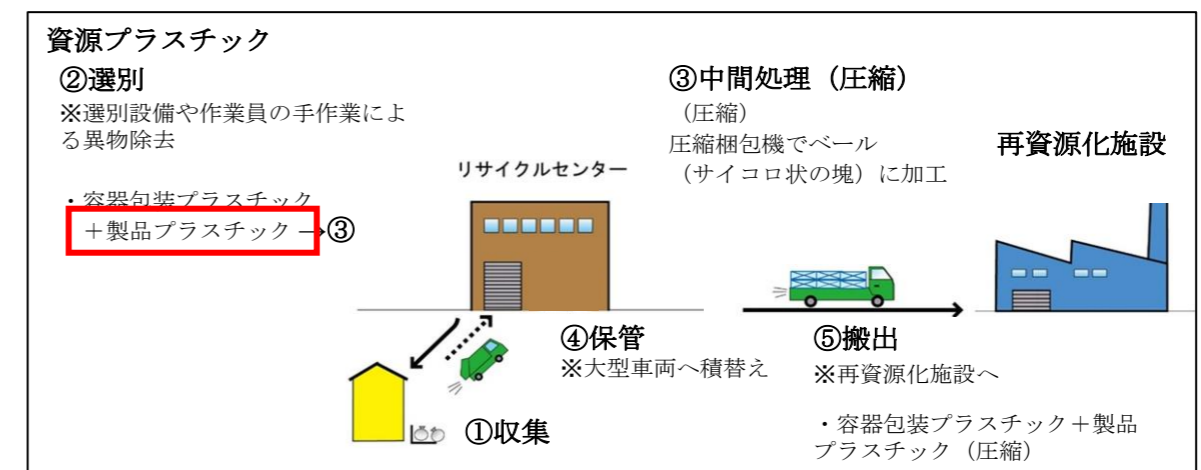 資源プラスチック
②選別
※選別設備や作業員の手作業によ
る異物除去
・容器包装プラスチック
＋製品プラスチック→③
リサイクルセンター
③中間処理（圧縮）
（圧縮）
圧縮梱包機でベール
（サイコロ状の塊）に加工
再資源化施設
①収集
④保管
※大型車両へ積替え
⑤搬出
※再資源化施設へ
・容器包装プラスチック＋製品
プラスチック（圧縮）